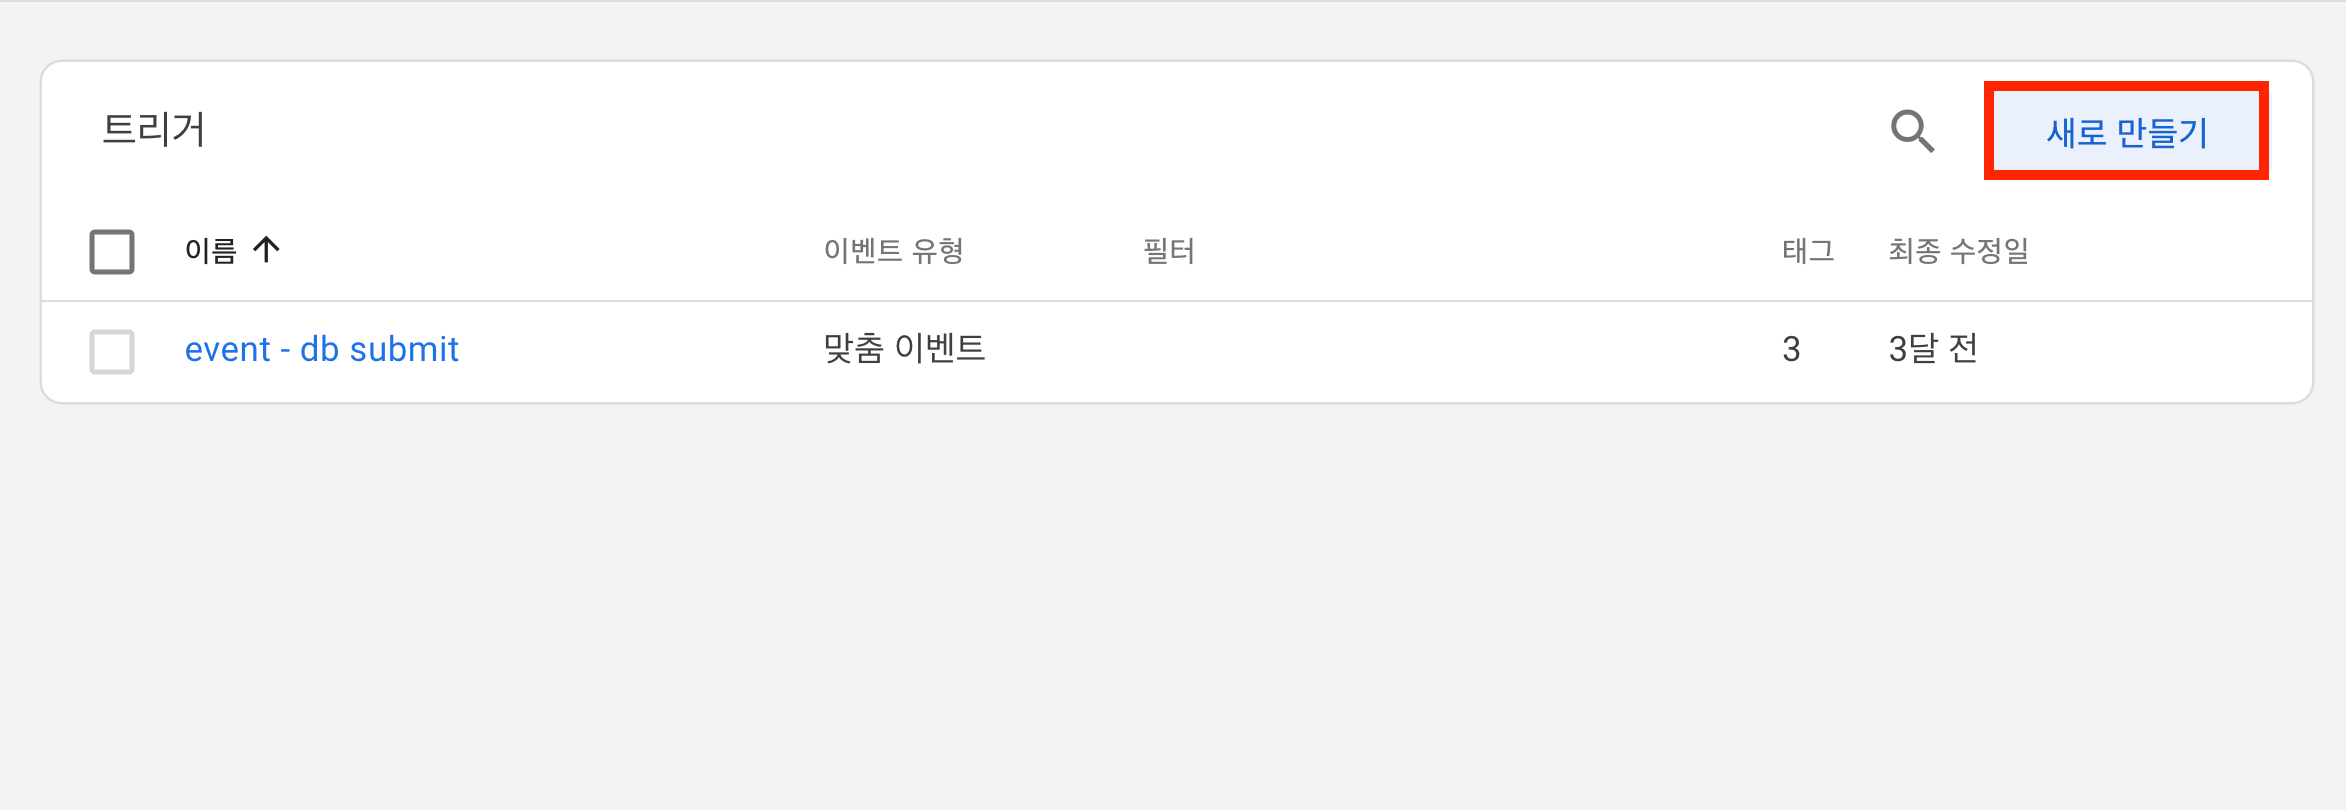 트리거 새로 만들기
이름 이벤트 유형 필터 태그 최종 수정일
event - db submit 맞춤 이벤트 3 3달 전